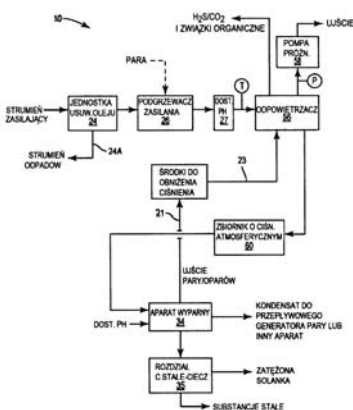 10
H₂S/CO₂
I ZWIĄZKI ORGANICZNE
UJŚCIE
POMPA
PRÓŻN.
58
PARA
T
P
STRUMIEŃ
ZASILAJĄCY
JEDNOSTKA
USUW. OLEJU
24
PODGRZEWACZ
ZASILANIA
26
DOST.
PH
27
ODPOWIETRZACZ
56
24A
STRUMIEŃ
ODPADOW
ŚRODKI DO
OBNIŻENIA
CIŚNIENIA
23
21
ZBIORNIK O CIŚN.
ATMOSFERYCZNYM
60
UJŚCIE
PARY/OPARÓW
APARAT WYPARNY
34
DOST. PH
KONDENSAT DO
PRZEPŁYWOWEGO
GENERATORA PARY LUB
INNY APARAT
ROZDZIAŁ
C.STAŁE-CIECZ
35
ZATĘŻONA
SOLANKA
SUBSTANCJE STAŁE